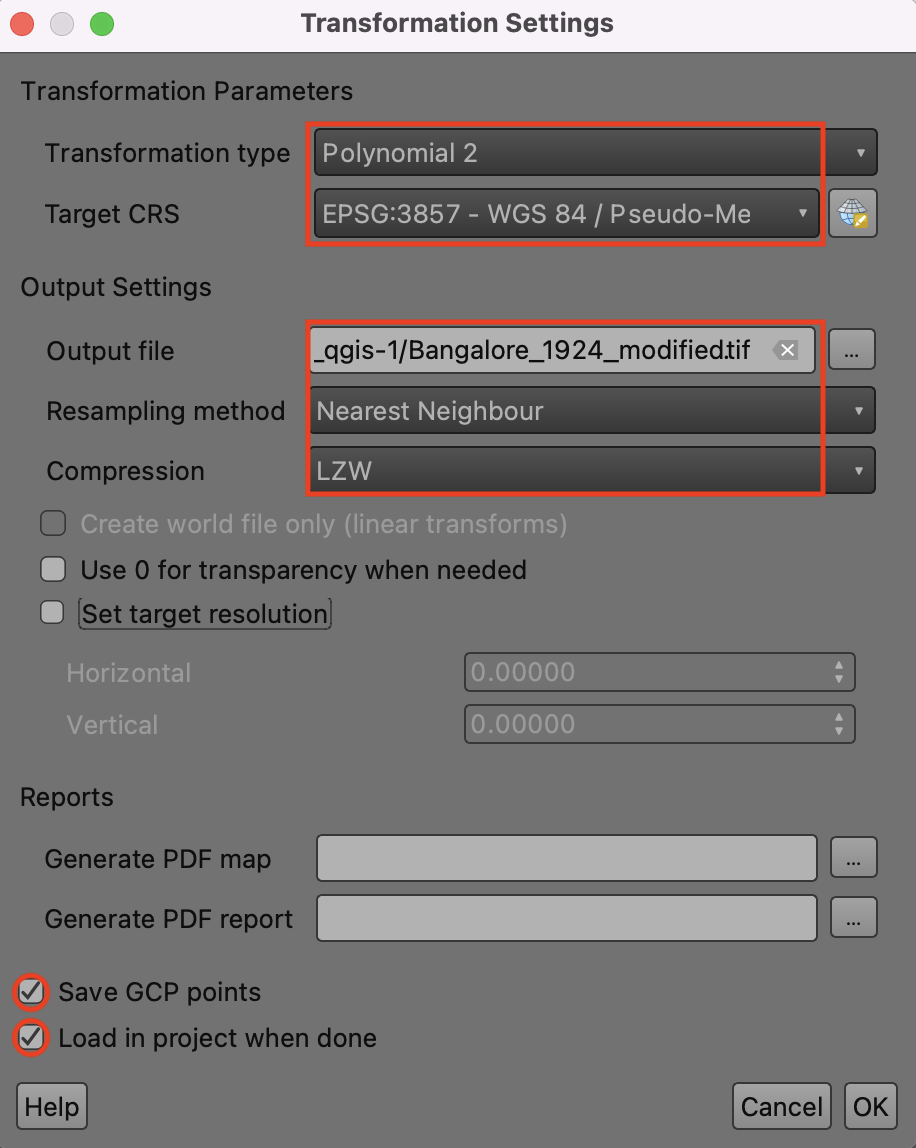 Transformation Settings
Transformation Parameters
Transformation type Polynomial 2
Target CRS EPSG:3857 - WGS 84 / Pseudo-Me
Output Settings
Output file _qgis-1/Bangalore_1924_modified.tif ...
Resampling method Nearest Neighbour
Compression LZW
Create world file only (linear transforms)
Use 0 for transparency when needed
Set target resolution
Horizontal 0.00000
Vertical 0.00000
Reports
Generate PDF map ...
Generate PDF report ...
Save GCP points
Load in project when done
Help Cancel OK